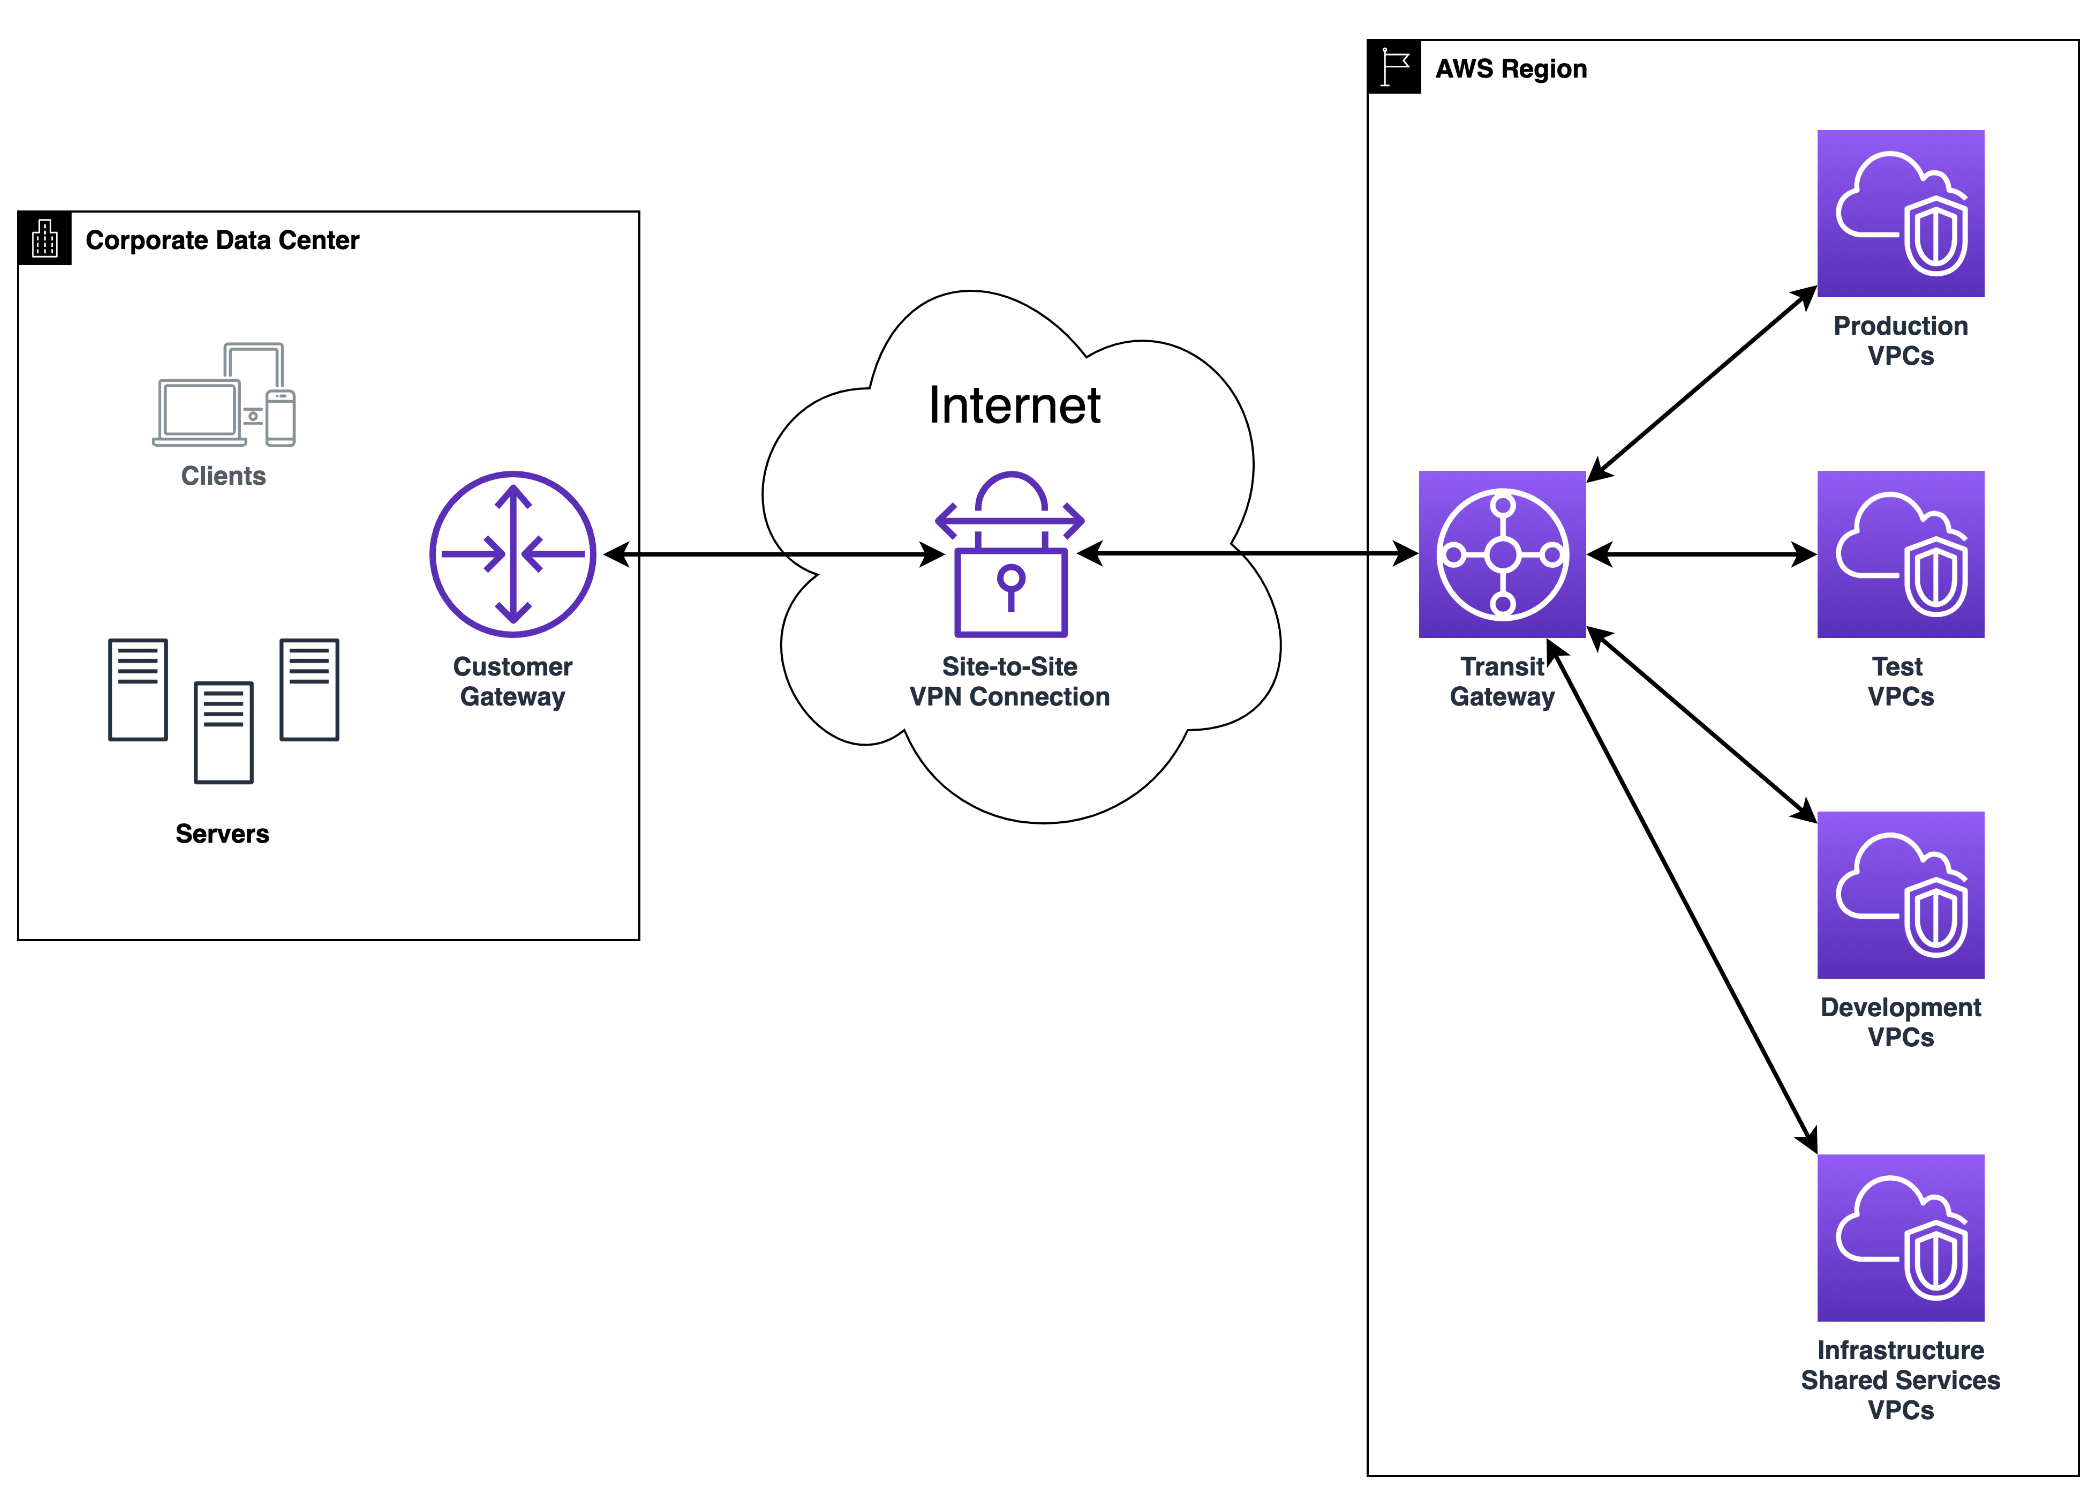 AWS Region
Corporate Data Center
Internet
Clients
Servers
Customer
Gateway
Site-to-Site
VPN Connection
Transit
Gateway
Production
VPCs
Test
VPCs
Development
VPCs
Infrastructure
Shared Services
VPCs